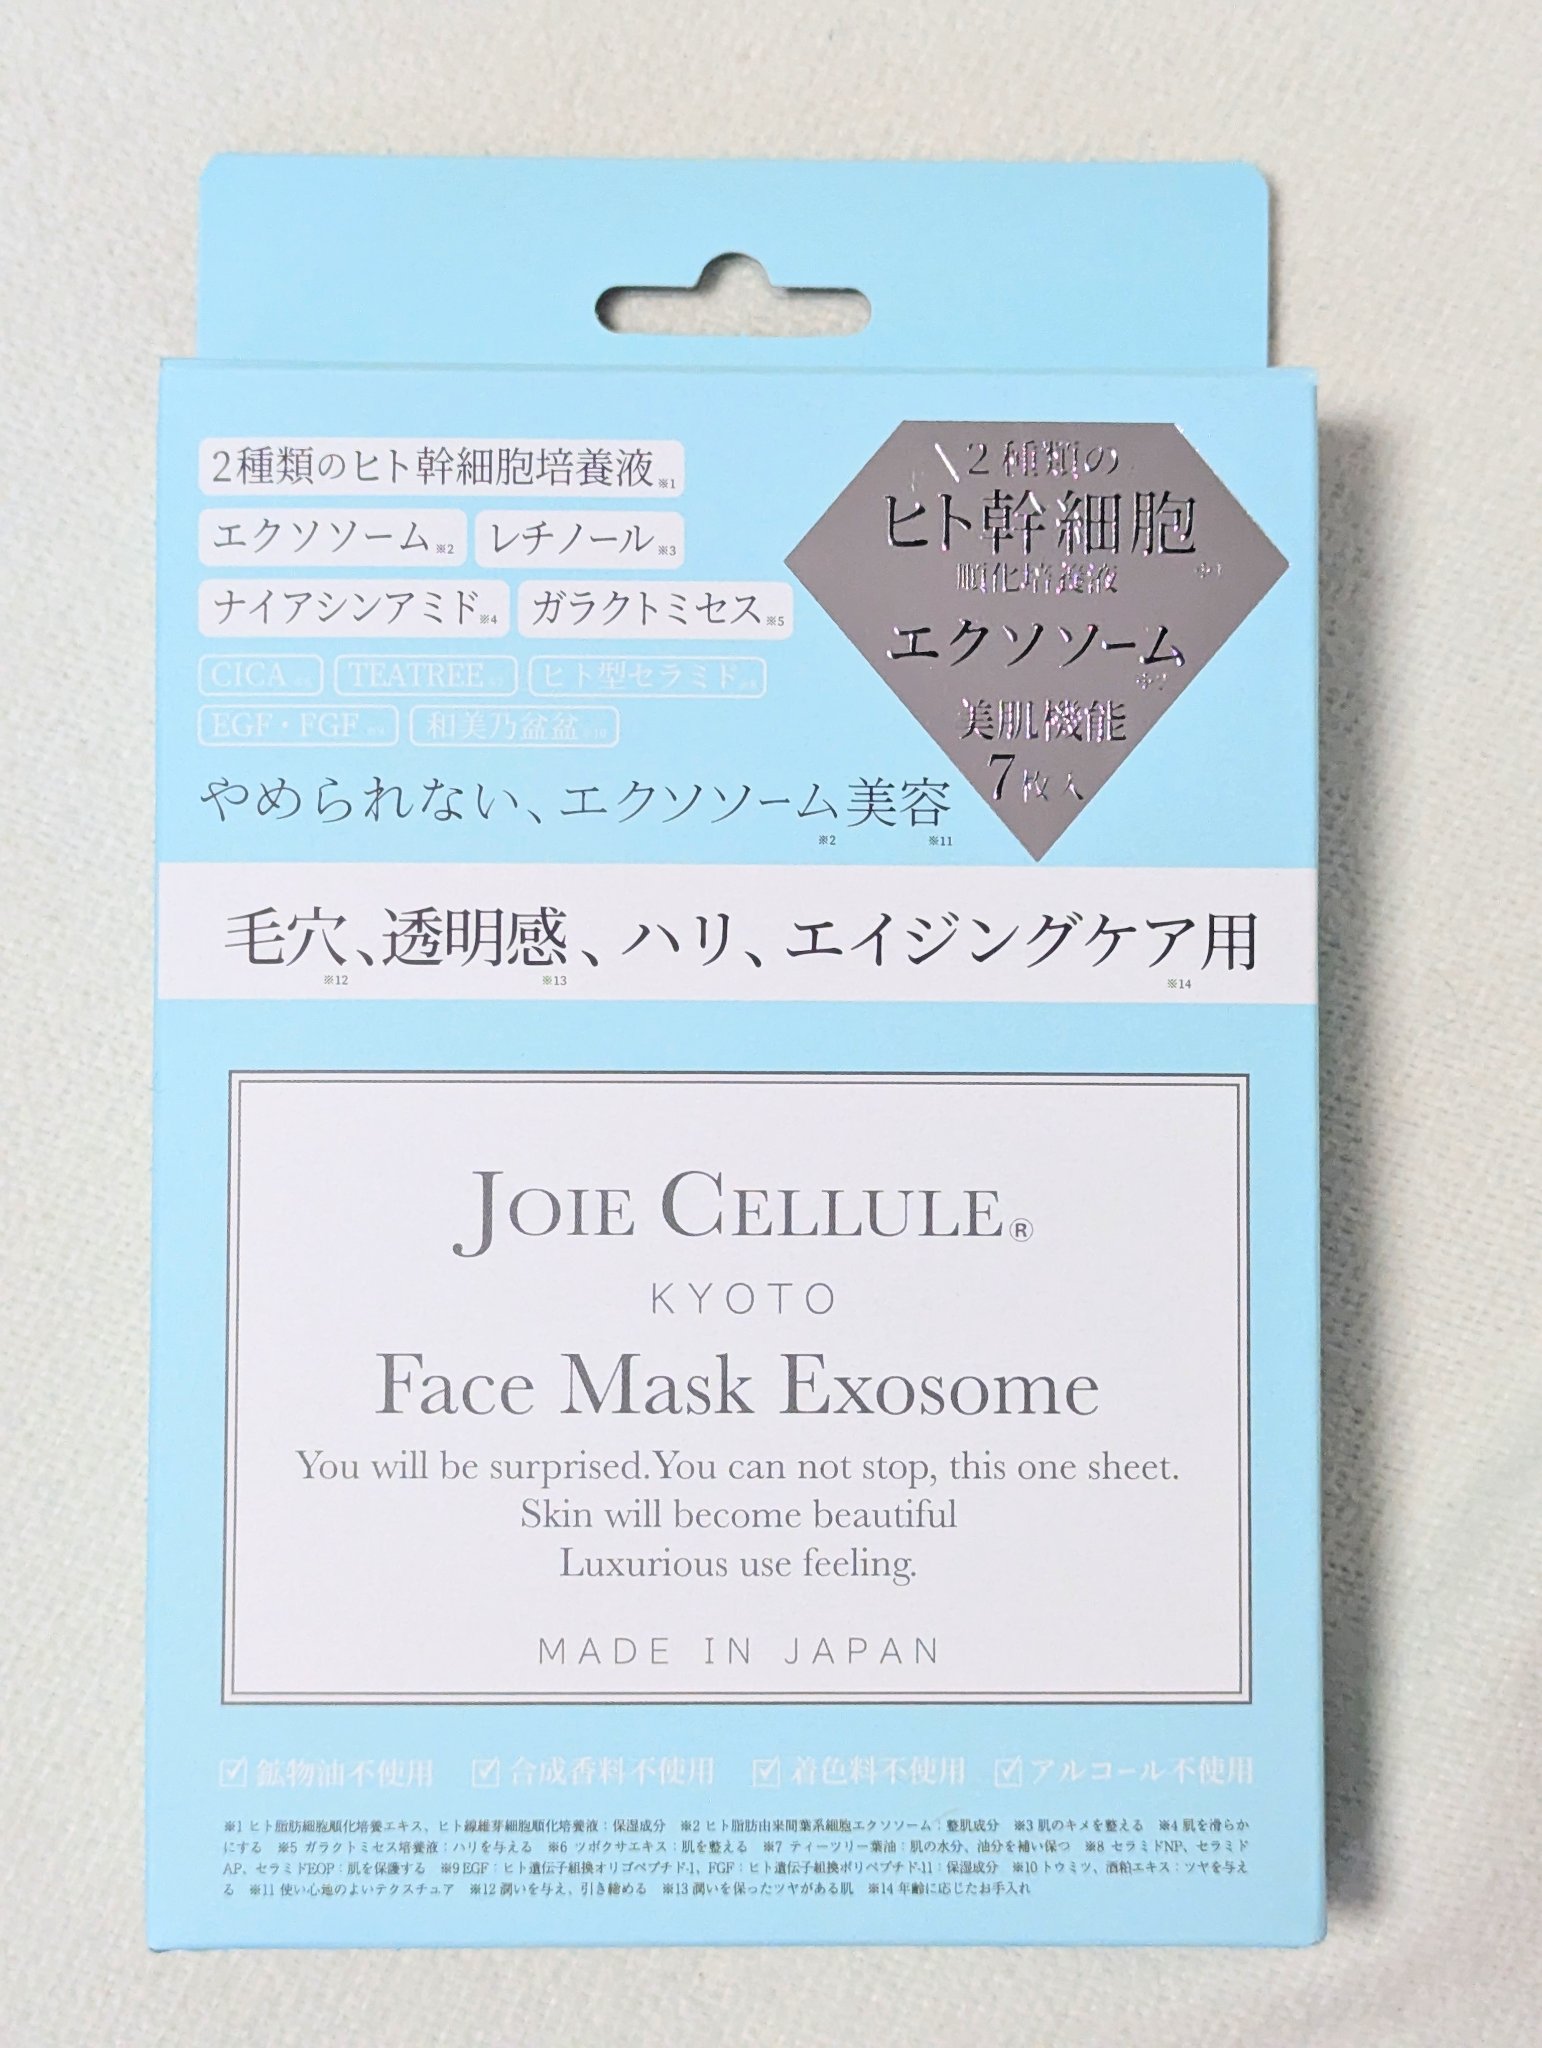 2種類のヒト幹細胞培養液※1
エクソソーム※2 レチノール※3
ナイアシンアミド※4 ガラクトミセス※5
CICA TEATREE ヒト型セラミド
EGF・FGF 和美乃盆盆※10
やめられない、エクソソーム※2美容※11
\2種類の
ヒト幹細胞
順化培養液※1
エクソソーム※2
美肌機能
7枚入
毛穴※12、透明感※13、ハリ、エイジングケア※14用
JOIE CELLULE®
KYOTO
Face Mask Exosome
You will be surprised.You can not stop, this one sheet.
Skin will become beautiful
Luxurious use feeling.
MADE IN JAPAN
☑鉱物油不使用 ☑合成香料不使用 ☑着色料不使用 ☑アルコール不使用
※1 ヒト脂肪細胞順化培養エキス、ヒト線維芽細胞順化培養液：保湿成分 ※2 ヒト脂肪由来間葉系細胞エクソソーム：整肌成分 ※3 肌のキメを整える ※4 肌を滑らか
にする ※5 ガラクトミセス培養液：ハリを与える ※6 ツボクサエキス：肌を整える ※7 ティーツリー葉油：肌の水分、油分を補い保つ ※8 セラミドNP、セラミド
AP、セラミドEOP：肌を保護する ※9 EGF：ヒト遺伝子組換オリゴペプチド-1、FGF：ヒト遺伝子組換ポリペプチド-11：保湿成分 ※10 トウミツ、酒粕エキス：ツヤを与え
る ※11 使い心地のよいテクスチュア ※12 潤いを与え、引き締める ※13 潤いを保ったツヤがある肌 ※14 年齢に応じたお手入れ